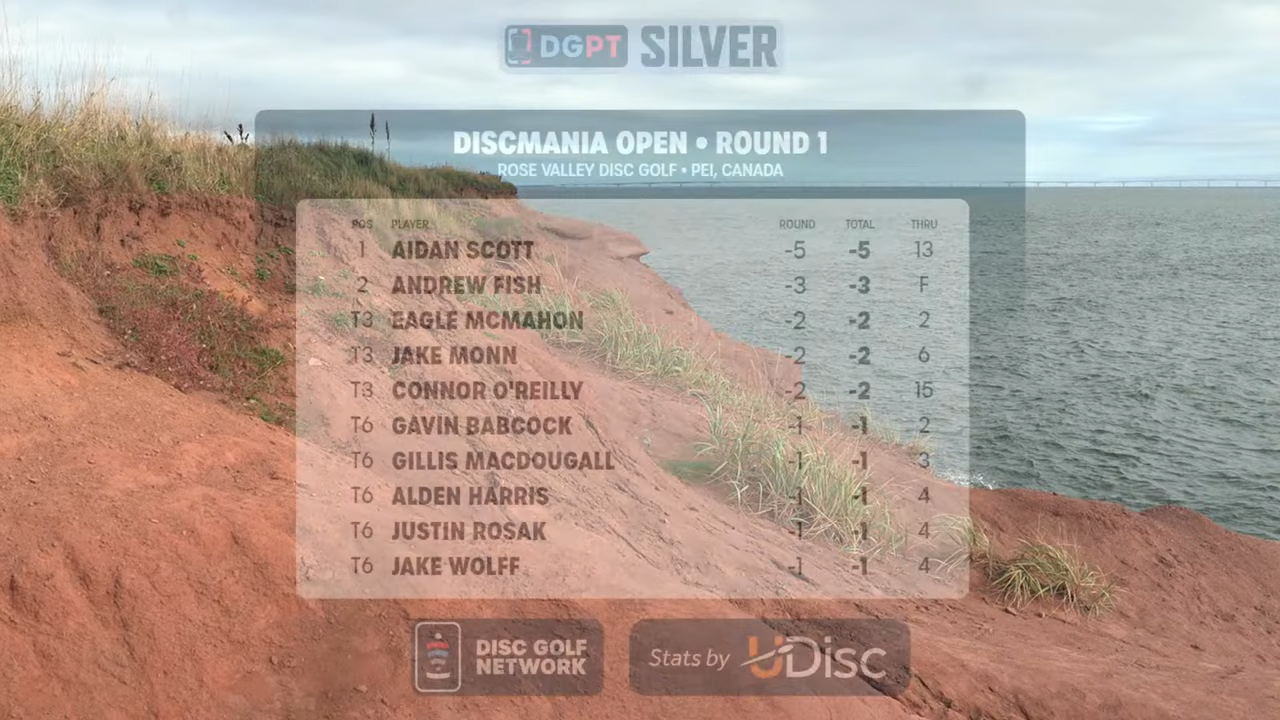 DGPT SILVER
DISCMANIA OPEN • ROUND 1
ROSE VALLEY DISC GOLF • PEI, CANADA
POS PLAYER ROUND TOTAL THRU
1 AIDAN SCOTT -5 -5 13
2 ANDREW FISH -3 -3 F
T3 EAGLE MCMAHON -2 -2 2
T3 JAKE MONN -2 -2 6
T3 CONNOR O'REILLY -2 -2 15
T6 GAVIN BABCOCK -1 -1 2
T6 GILLIS MACDOUGALL -1 -1 3
T6 ALDEN HARRIS -1 -1 4
T6 JUSTIN ROSAK -1 -1 4
T6 JAKE WOLFF -1 -1 4
DISC GOLF
NETWORK
Stats by UDisc